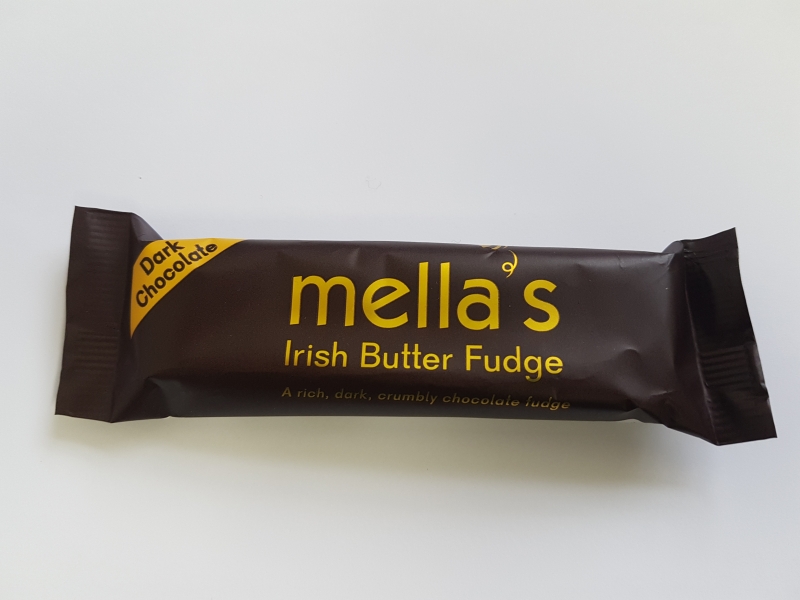 Dark
Chocolate
mella's
Irish Butter Fudge
A rich, dark, crumbly chocolate fudge